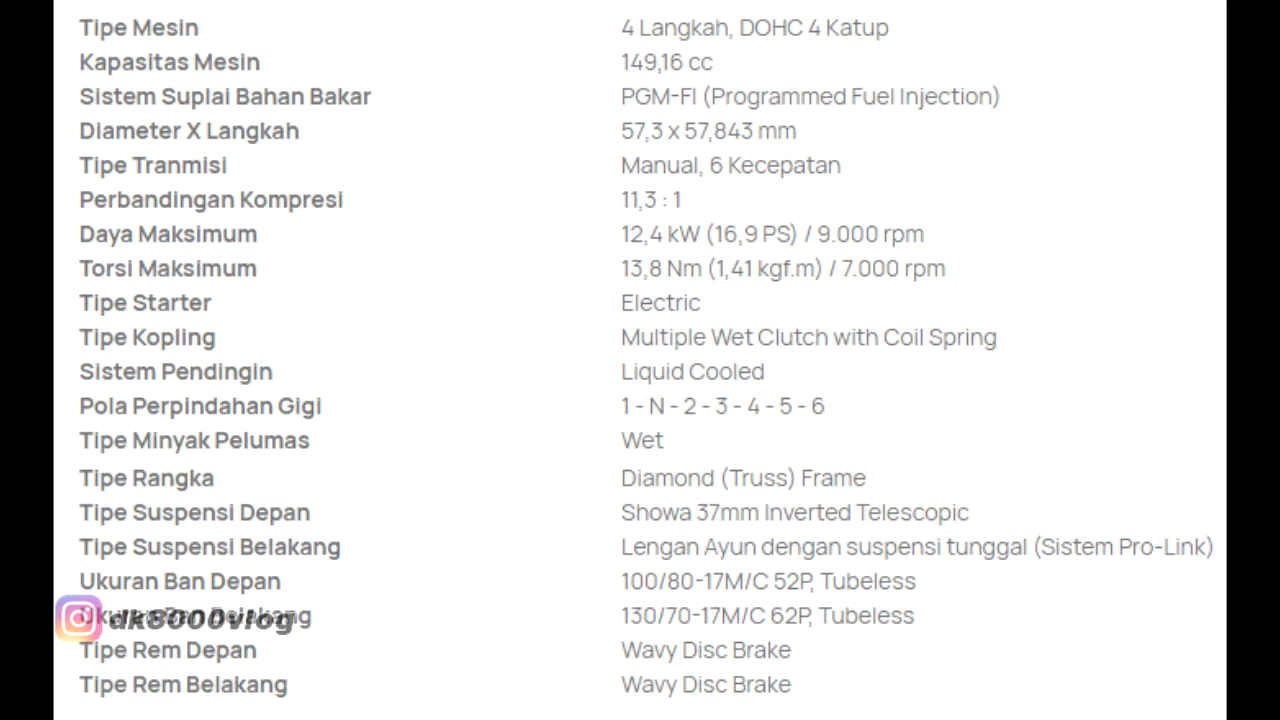 Tipe Mesin 4 Langkah, DOHC 4 Katup
Kapasitas Mesin 149,16 cc
Sistem Suplai Bahan Bakar PGM-FI (Programmed Fuel Injection)
Diameter X Langkah 57,3 x 57,843 mm
Tipe Tranmisi Manual, 6 Kecepatan
Perbandingan Kompresi 11,3 : 1
Daya Maksimum 12,4 kW (16,9 PS) / 9.000 rpm
Torsi Maksimum 13,8 Nm (1,41 kgf.m) / 7.000 rpm
Tipe Starter Electric
Tipe Kopling Multiple Wet Clutch with Coil Spring
Sistem Pendingin Liquid Cooled
Pola Perpindahan Gigi 1 - N - 2 - 3 - 4 - 5 - 6
Tipe Minyak Pelumas Wet
Tipe Rangka Diamond (Truss) Frame
Tipe Suspensi Depan Showa 37mm Inverted Telescopic
Tipe Suspensi Belakang Lengan Ayun dengan suspensi tunggal (Sistem Pro-Link)
Ukuran Ban Depan 100/80-17M/C 52P, Tubeless
Ukuran Ban Belakang 130/70-17M/C 62P, Tubeless
dk8000vlog
Tipe Rem Depan Wavy Disc Brake
Tipe Rem Belakang Wavy Disc Brake